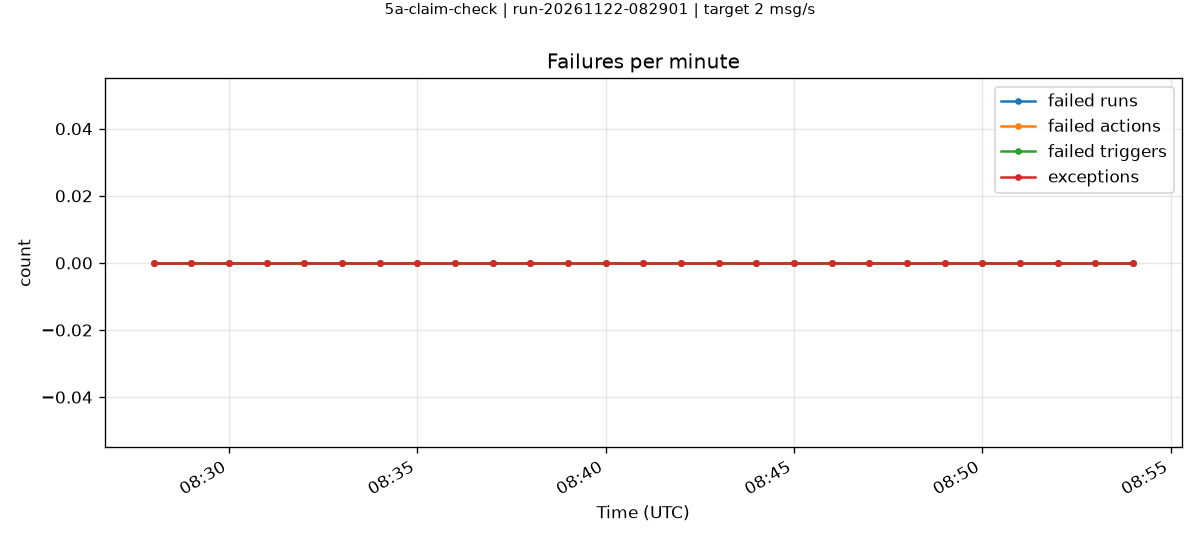 5a-claim-check | run-20261122-082901 | target 2 msg/s
Failures per minute
failed runs
failed actions
failed triggers
exceptions
count
0.04
0.02
0.00
−0.02
−0.04
08:30
08:35
08:40
08:45
08:50
08:55
Time (UTC)